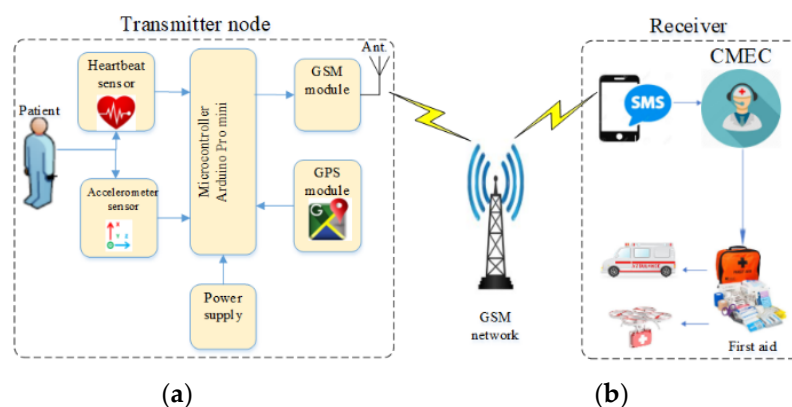 Transmitter node
Receiver
Heartbeat
sensor
Patient
Accelerometer
sensor
Microcontroller
Arduino Pro mini
GSM
module
Ant.
GPS
module
G
Power
supply
GSM
network
SMS
CMEC
AMBULANCE
First aid
(a)
(b)